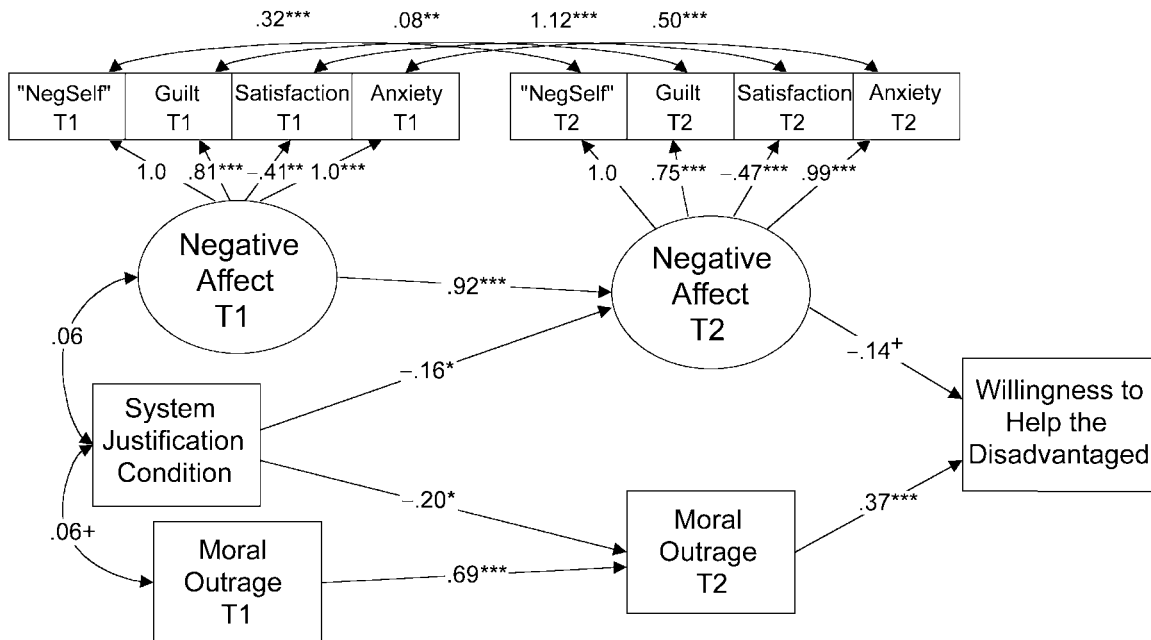 .32*** .08** 1.12*** .50***
"NegSelf" Guilt Satisfaction Anxiety "NegSelf" Guilt Satisfaction Anxiety
T1 T1 T1 T1 T2 T2 T2 T2
1.0 .81*** –.41** 1.0*** 1.0 .75*** –.47*** .99***
Negative
Affect
T1
Negative
Affect
T2
.92***
.06
–.16*
–.14+
System
Justification
Condition
Willingness to
Help the
Disadvantaged
–.20*
.37***
.06+
Moral
Outrage
T1
.69***
Moral
Outrage
T2